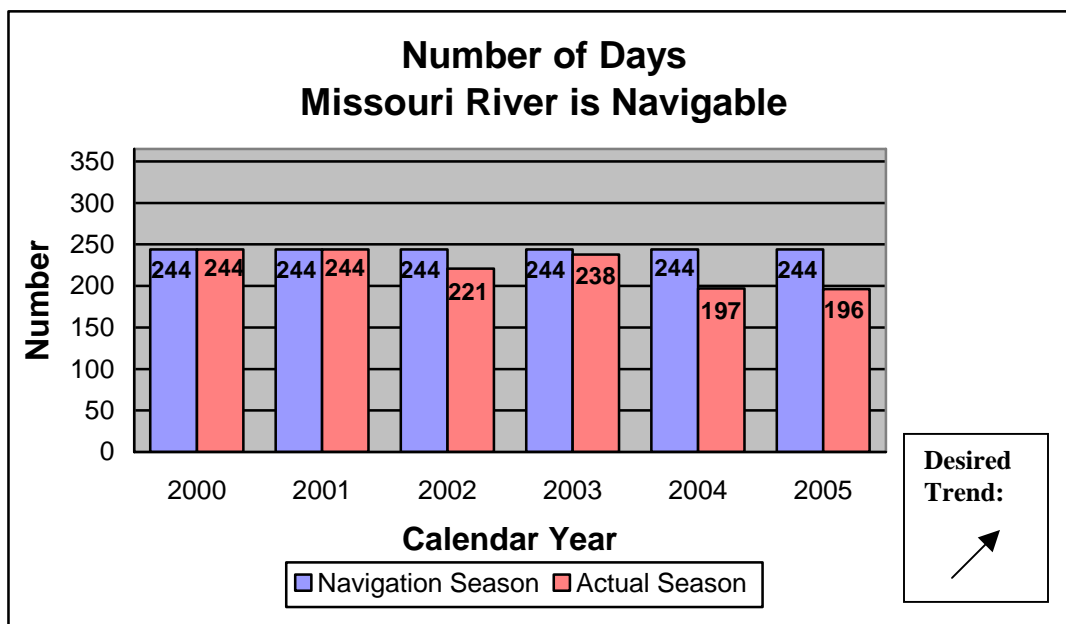 Number of Days
Missouri River is Navigable
Number
350
300
250
200
150
100
50
0
244 244 244 244 244 221 244 238 244 197 244 196
2000 2001 2002 2003 2004 2005
Calendar Year
Navigation Season Actual Season
Desired
Trend: